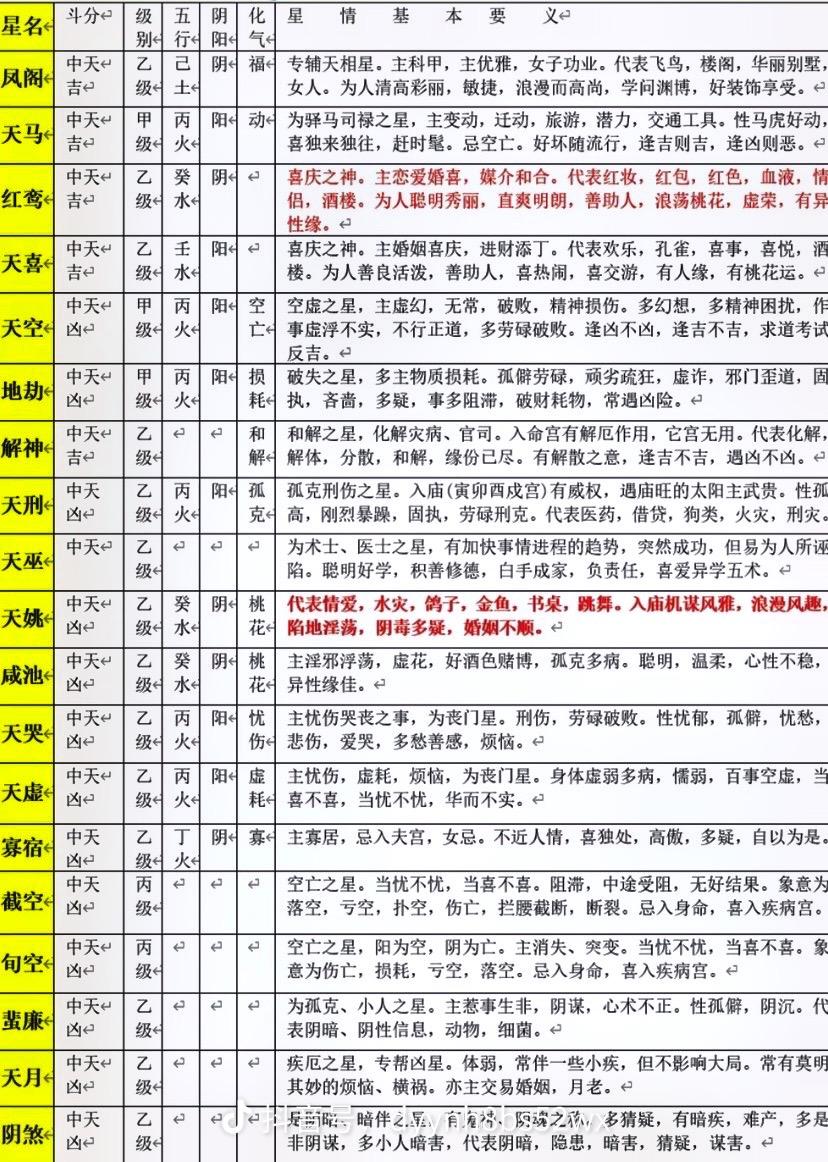 星名 斗分 级别 五行 阴阳 化气 星情基本要义
凤阁 中天吉 乙级 己土 阴 福 专辅天相星。主科甲，主优雅，女子功业。代表飞鸟，楼阁，华丽别墅，
女人。为人清高彩丽，敏捷，浪漫而高尚，学问渊博，好装饰享受。
天马 中天吉 甲级 丙火 阳 动 为驿马司禄之星，主变动，迁动，旅游，潜力，交通工具。性马虎好动，
喜独来独往，赶时髦。忌空亡。好坏随流行，逢吉则吉，逢凶则恶。
红鸾 中天吉 乙级 癸水 阴 喜庆之神。主恋爱婚喜，媒介和合。代表红妆，红包，红色，血液，情
侣，酒楼。为人聪明秀丽，直爽明朗，善助人，浪荡桃花，虚荣，有异
性缘。
天喜 中天吉 乙级 壬水 阳 喜庆之神。主婚姻喜庆，进财添丁。代表欢乐，孔雀，喜事，喜悦，酒
楼。为人善良活泼，善助人，喜热闹，喜交游，有人缘，有桃花运。
天空 中天凶 甲级 丙火 阳 空亡 空虚之星，主虚幻，无常，破败，精神损伤。多幻想，多精神困扰，作
事虚浮不实，不行正道，多劳碌破败。逢凶不凶，逢吉不吉，求道考试
反吉。
地劫 中天凶 甲级 丙火 阳 损耗 破失之星，多主物质损耗。孤僻劳碌，顽劣疏狂，虚诈，邪门歪道，固
执，吝啬，多疑，事多阻滞，破财耗物，常遇凶险。
解神 中天吉 乙级 和解 和解之星，化解灾病、官司。入命宫有解厄作用，它宫无用。代表化解，
解体，分散，和解，缘份已尽。有解散之意，逢吉不吉，遇凶不凶。
天刑 中天凶 乙级 丙火 阳 孤克 孤克刑伤之星。入庙(寅卯酉戌宫)有威权，遇庙旺的太阳主武贵。性孤
高，刚烈暴躁，固执，劳碌刑克。代表医药，借贷，狗类，火灾，刑灾。
天巫 中天 乙级 为术士、医士之星，有加快事情进程的趋势，突然成功，但易为人所诬
陷。聪明好学，积善修德，白手成家，负责任，喜爱异学五术。
天姚 中天凶 乙级 癸水 阴 桃花 代表情爱，水灾，鸽子，金鱼，书桌，跳舞。入庙机谋风雅，浪漫风趣，
陷地淫荡，阴毒多疑，婚姻不顺。
咸池 中天凶 乙级 癸水 阴 桃花 主淫邪浮荡，虚花，好酒色赌博，孤克多病。聪明，温柔，心性不稳，
异性缘佳。
天哭 中天凶 乙级 丙火 阳 忧伤 主忧伤哭丧之事，为丧门星。刑伤，劳碌破败。性忧郁，孤僻，忧愁，
悲伤，爱哭，多愁善感，烦恼。
天虚 中天凶 乙级 丙火 阳 虚耗 主忧伤，虚耗，烦恼，为丧门星。身体虚弱多病，懦弱，百事空虚，当
喜不喜，当忧不忧，华而不实。
寡宿 中天凶 乙级 丁火 阴 寡 主寡居，忌入夫宫，女忌。不近人情，喜独处，高傲，多疑，自以为是。
截空 中天凶 丙级 空亡之星。当忧不忧，当喜不喜。阻滞，中途受阻，无好结果。象意为
落空，亏空，扑空，伤亡，拦腰截断，断裂。忌入身命，喜入疾病宫。
旬空 中天凶 丙级 空亡之星，阳为空，阴为亡。主消失、突变。当忧不忧，当喜不喜。象
意为伤亡，损耗，亏空，落空。忌入身命，喜入疾病宫。
蜚廉 中天凶 乙级 为孤克、小人之星。主惹事生非，阴谋，心术不正。性孤僻，阴沉。代
表阴暗、阴性信息，动物，细菌。
天月 中天凶 乙级 疾厄之星，专帮凶星。体弱，常伴一些小疾，但不影响大局。常有莫明
其妙的烦恼、横祸。亦主交易婚姻，月老。
阴煞 中天凶 乙级 多猜疑，有暗疾，难产，多是
非阴谋，多小人暗害，代表阴暗，隐患，暗害，猜疑，谋害。
抖音号：